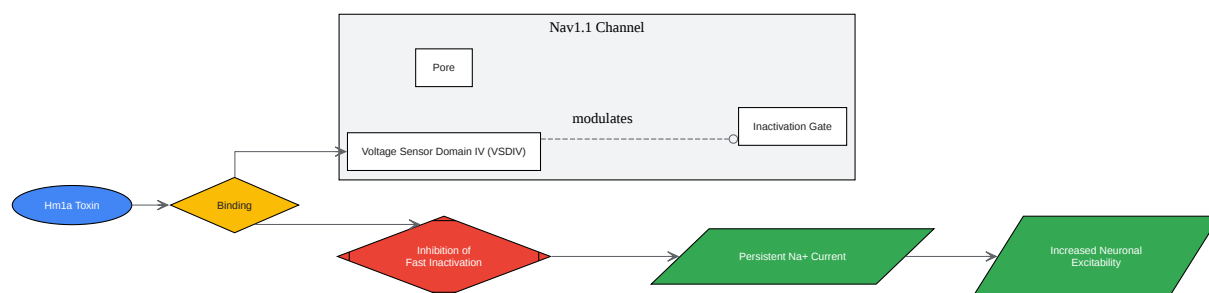 Nav1.1 Channel
Pore
modulates
Inactivation Gate
Voltage Sensor Domain IV (VSDIV)
Hm1a Toxin
Binding
Inhibition of
Fast Inactivation
Persistent Na+ Current
Increased Neuronal
Excitability